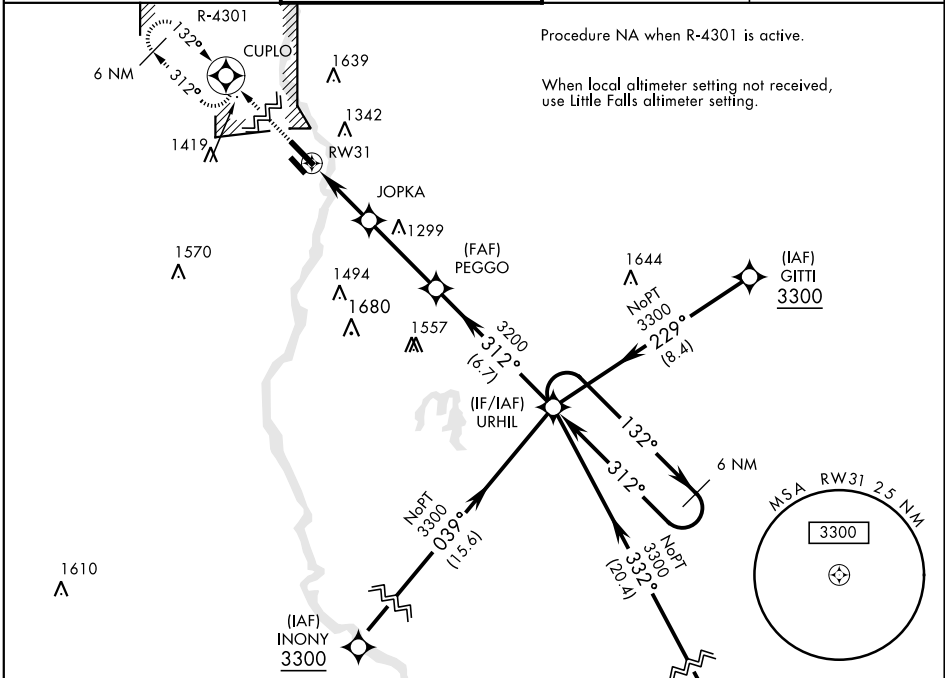 R-4301
132°
CUPLO
6 NM
312°
1639
1342
1419
RW31
Procedure NA when R-4301 is active.
When local altimeter setting not received,
use Little Falls altimeter setting.
JOPKA
1299
1570
(FAF)
PEGGO
1494
1680
1557
1644
(IAF)
GITTI
3300
NoPT
3300
229°
(8.4)
3200
312°
(6.7)
(IF/IAF)
URHIL
132°
312°
6 NM
NoPT
3300
039°
(15.6)
NoPT
3300
332°
(20.4)
MSA RW31 25 NM
3300
1610
(IAF)
INONY
3300